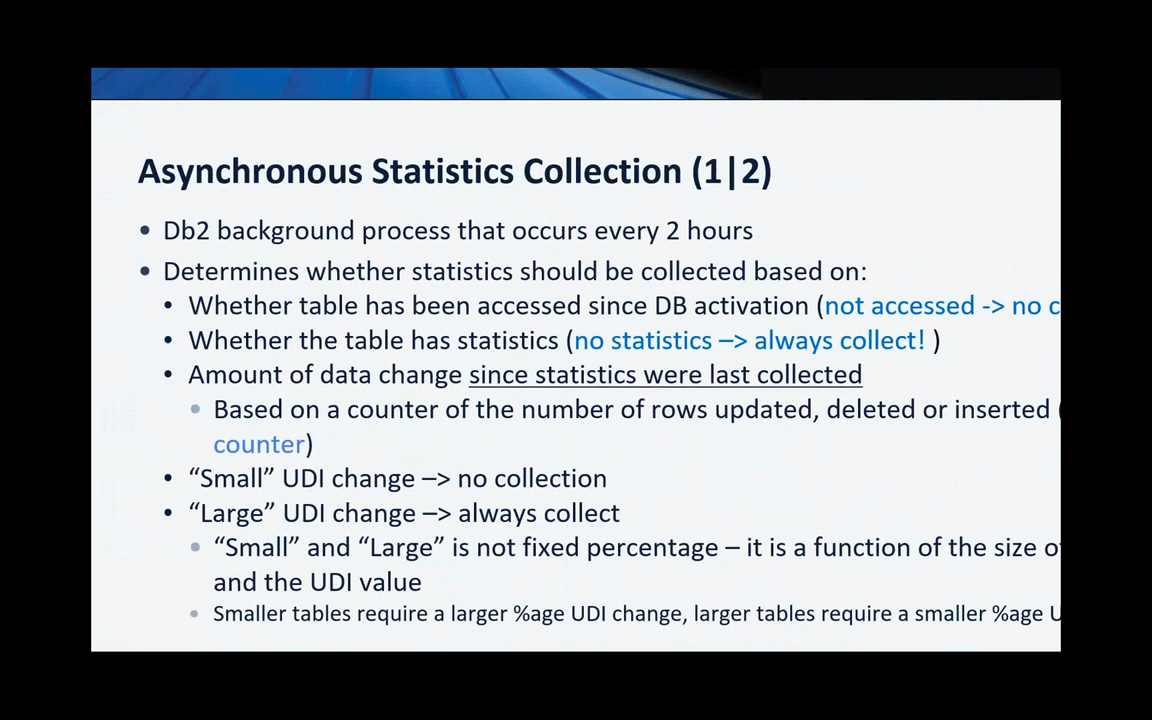 Asynchronous Statistics Collection (1|2)
• Db2 background process that occurs every 2 hours
• Determines whether statistics should be collected based on:
• Whether table has been accessed since DB activation (not accessed -> no c
• Whether the table has statistics (no statistics –> always collect! )
• Amount of data change since statistics were last collected
• Based on a counter of the number of rows updated, deleted or inserted (
counter)
• “Small” UDI change –> no collection
• “Large” UDI change –> always collect
• “Small” and “Large” is not fixed percentage – it is a function of the size of
and the UDI value
• Smaller tables require a larger %age UDI change, larger tables require a smaller %age U